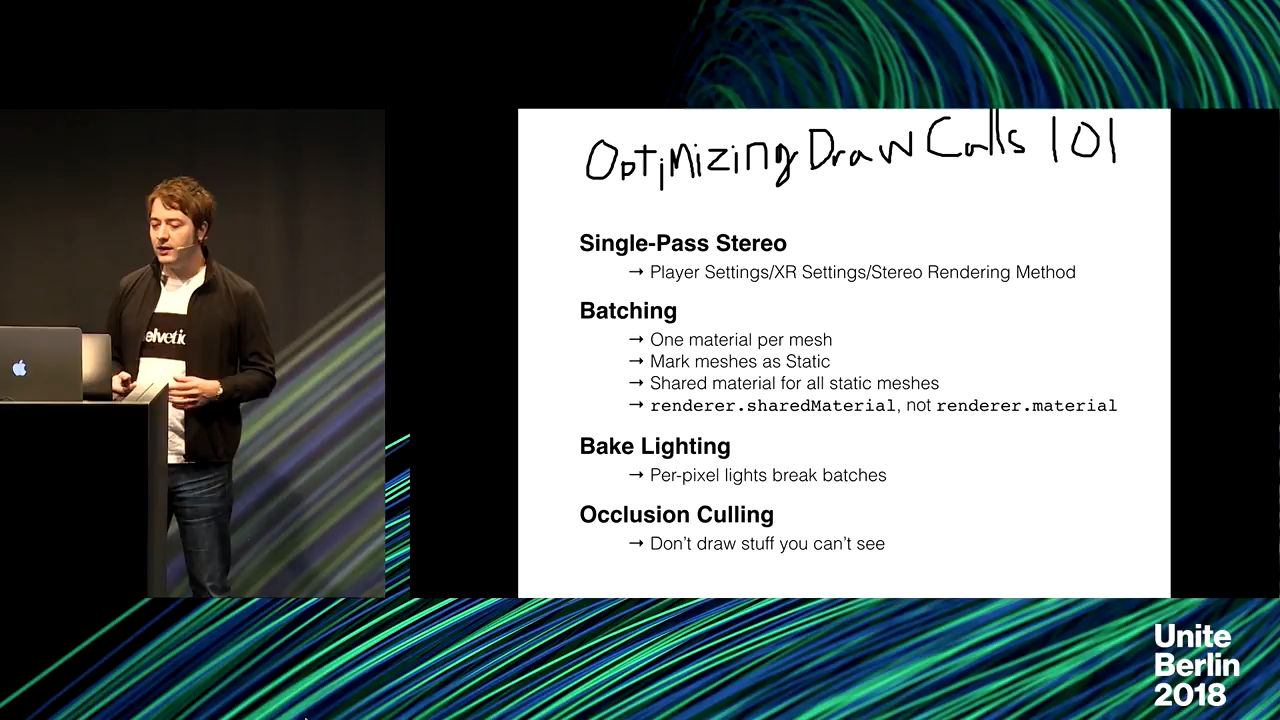 Optimizing Draw Calls 101
Single-Pass Stereo
→ Player Settings/XR Settings/Stereo Rendering Method
Batching
→ One material per mesh
→ Mark meshes as Static
→ Shared material for all static meshes
→ renderer.sharedMaterial, not renderer.material
Bake Lighting
→ Per-pixel lights break batches
Occlusion Culling
→ Don’t draw stuff you can’t see
elvetic
Unite
Berlin
2018